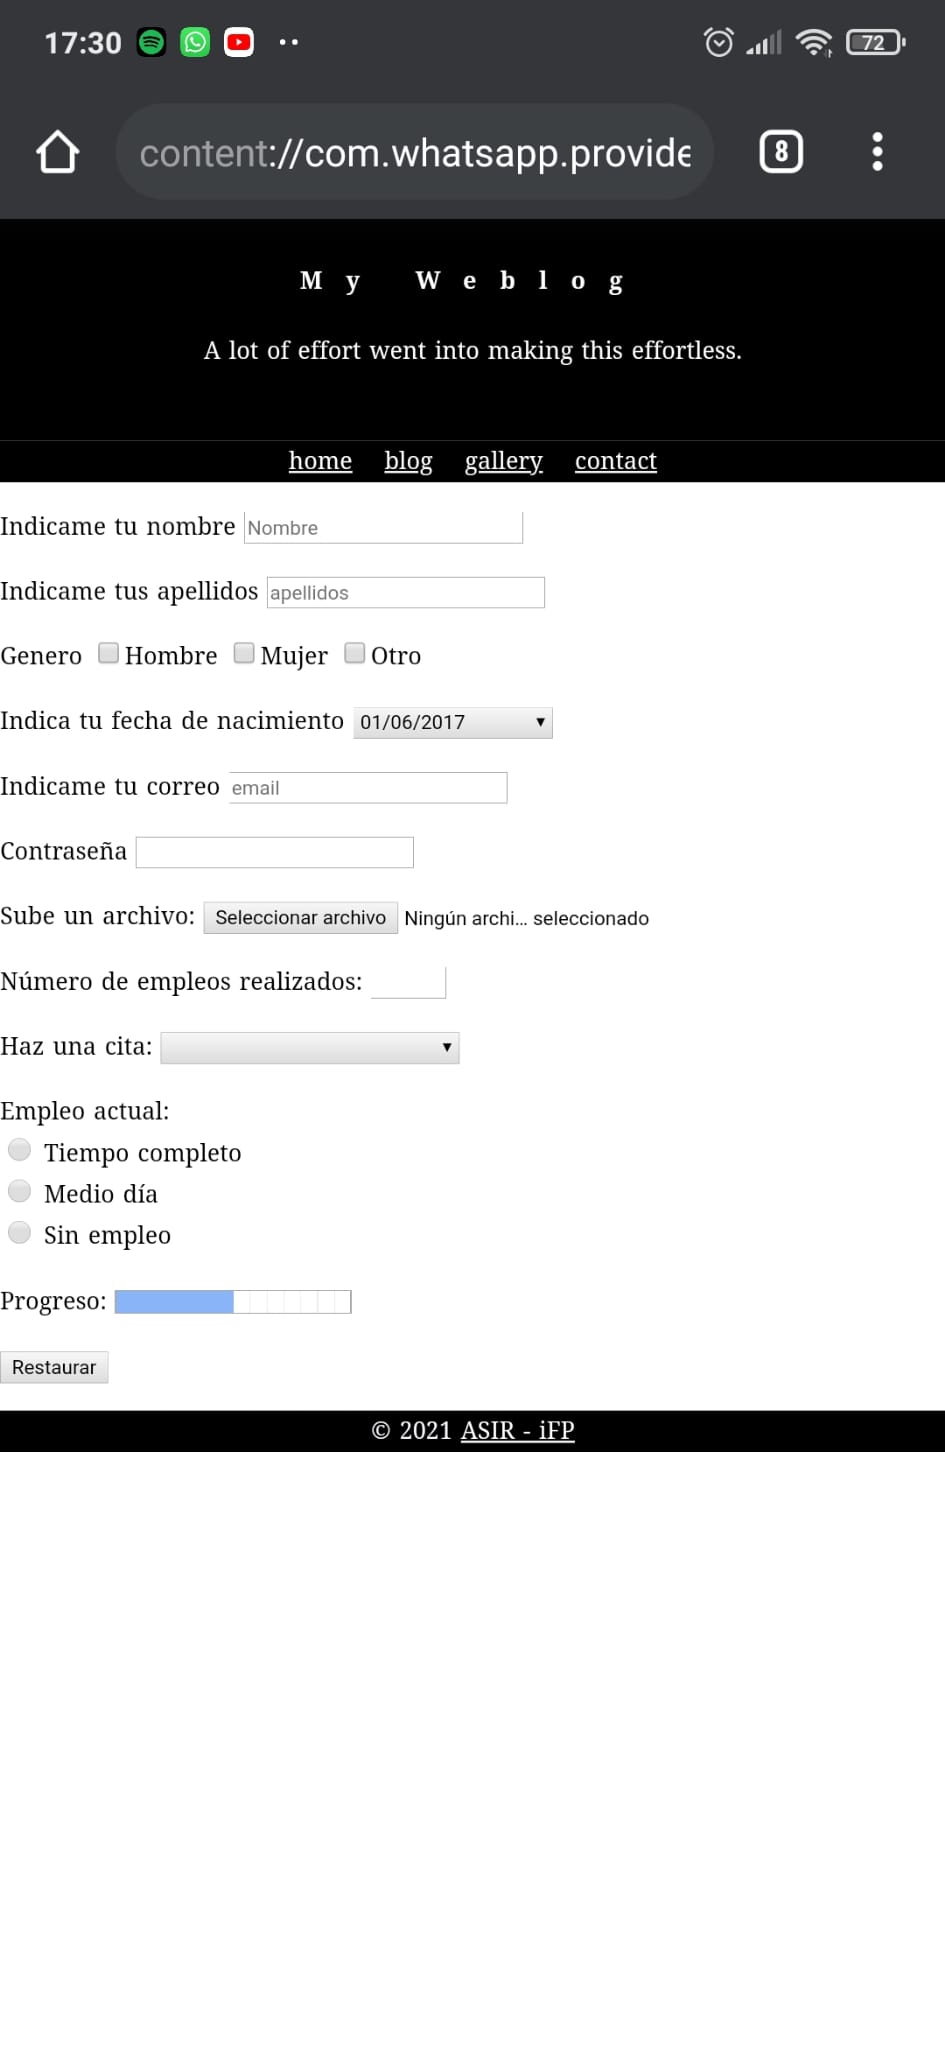 17:30
72
content://com.whatsapp.provide
8
My Weblog
A lot of effort went into making this effortless.
home blog gallery contact
Indicame tu nombre Nombre
Indicame tus apellidos apellidos
Genero Hombre Mujer Otro
Indica tu fecha de nacimiento 01/06/2017
Indicame tu correo email
Contraseña
Sube un archivo: Seleccionar archivo Ningún archi... seleccionado
Número de empleos realizados:
Haz una cita:
Empleo actual:
Tiempo completo
Medio día
Sin empleo
Progreso:
Restaurar
© 2021 ASIR - iFP